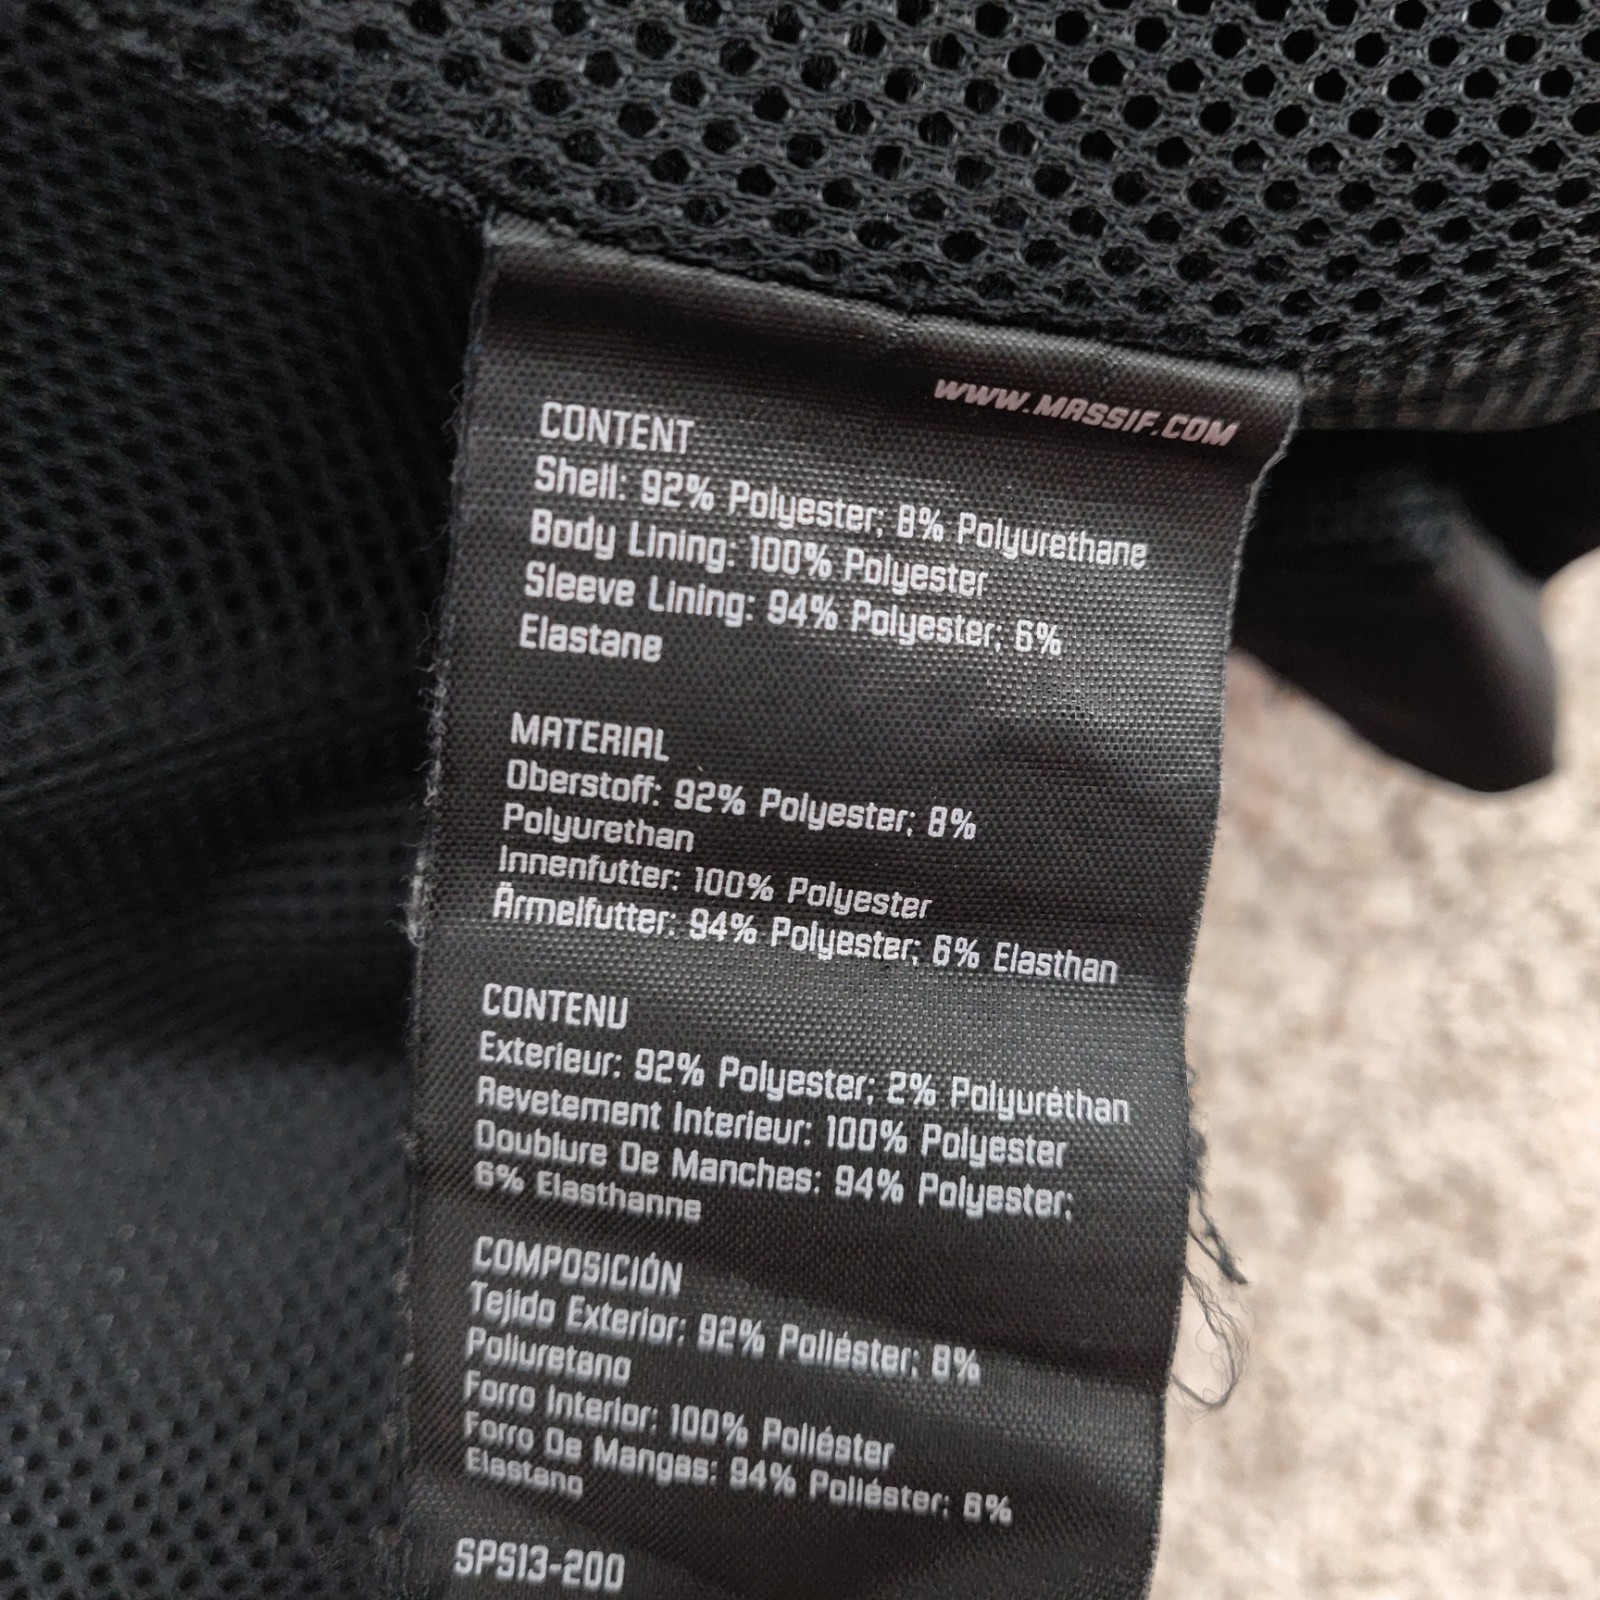 WWW.MASSIF.COM
CONTENT
Shell: 92% Polyester; 8% Polyurethane
Body Lining: 100% Polyester
Sleeve Lining: 94% Polyester; 6%
Elastane
MATERIAL
Oberstoff: 92% Polyester; 8%
Polyurethan
Innenfutter: 100% Polyester
Ärmelfutter: 94% Polyester; 6% Elasthan
CONTENU
Exterieur: 92% Polyester; 2% Polyuréthan
Revetement Interieur: 100% Polyester
Doublure De Manches: 94% Polyester;
6% Elasthanne
COMPOSICIÓN
Tejido Exterior: 92% Poliéster; 8%
Poliuretano
Forro Interior: 100% Poliéster
Forro De Mangas: 94% Poliéster; 6%
Elastano
SPS13-200